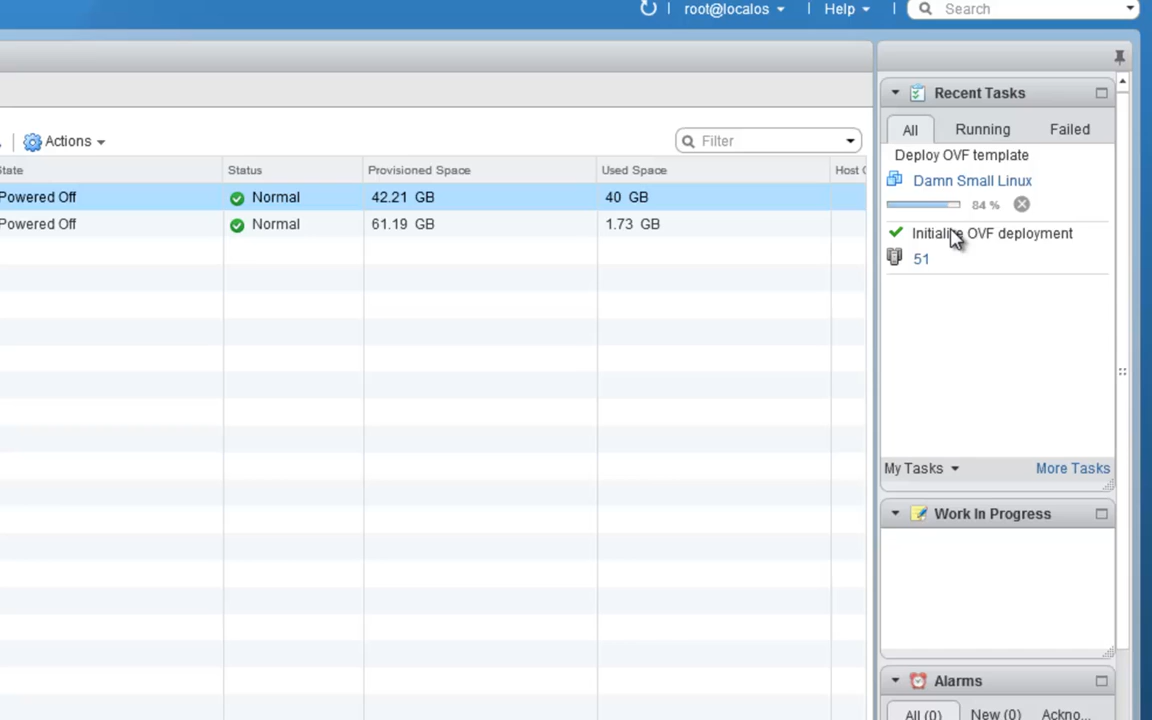 root@localos
Help
Search
Recent Tasks
Actions
Filter
All
Running
Failed
Deploy OVF template
State Status Provisioned Space Used Space Host
Damn Small Linux
Powered Off Normal 42.21 GB 40 GB
84 %
Powered Off Normal 61.19 GB 1.73 GB
Initialize OVF deployment
51
My Tasks
More Tasks
Work In Progress
Alarms
All (0) New (0) Ackno...